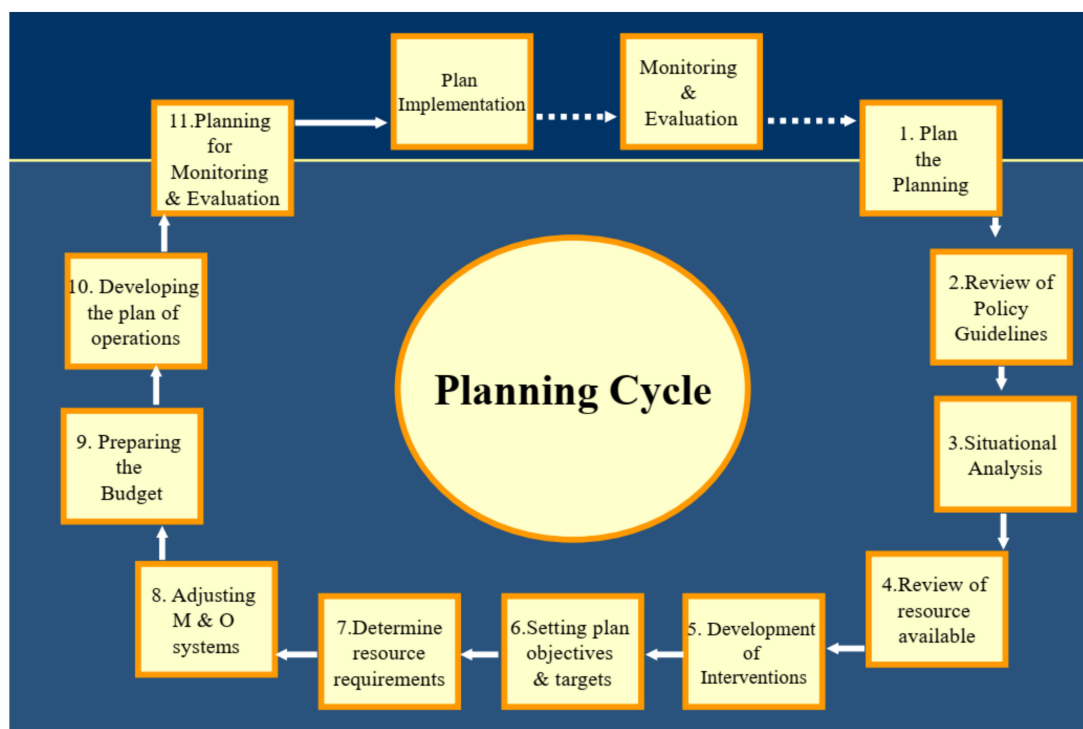 Plan
Implementation
Monitoring
&
Evaluation
11.Planning
for
Monitoring
& Evaluation
1. Plan
the
Planning
10. Developing
the plan of
operations
2.Review of
Policy
Guidelines
Planning Cycle
9. Preparing
the
Budget
3.Situational
Analysis
8. Adjusting
M & O
systems
7.Determine
resource
requirements
6.Setting plan
objectives
& targets
5. Development
of
Interventions
4.Review of
resource
available